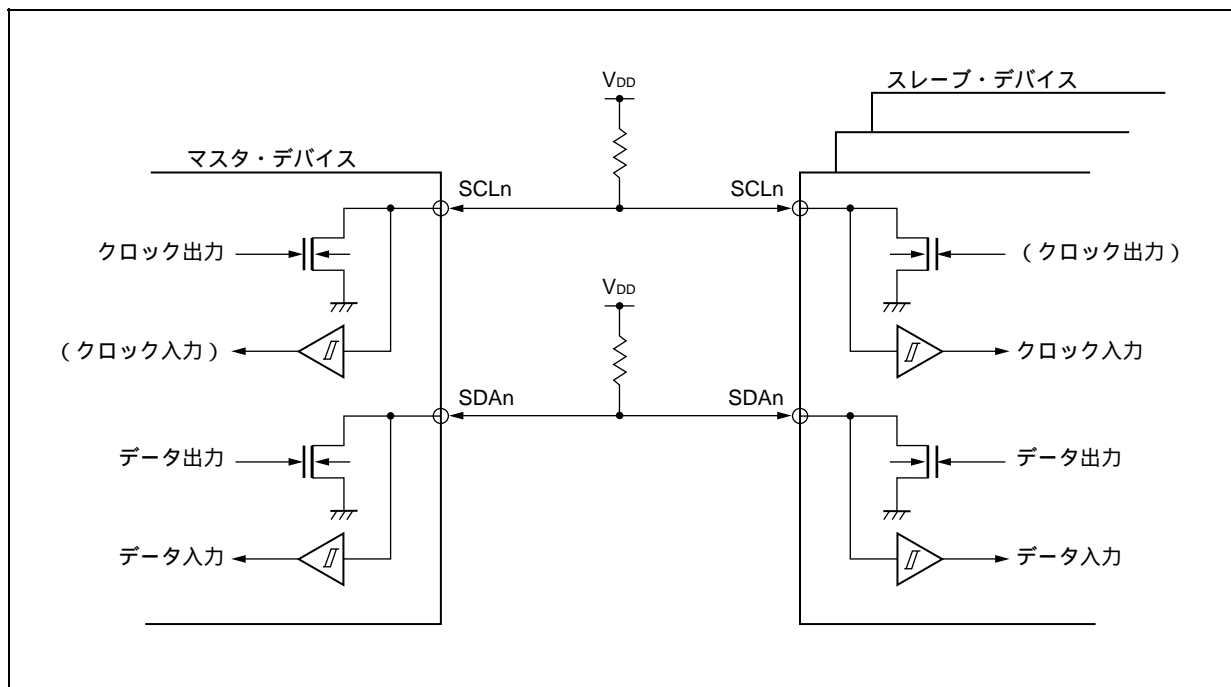 VDD
スレーブ・デバイス
マスタ・デバイス
SCLn
SCLn
クロック出力
(クロック出力)
VDD
(クロック入力)
クロック入力
SDAn
SDAn
データ出力
データ出力
データ入力
データ入力